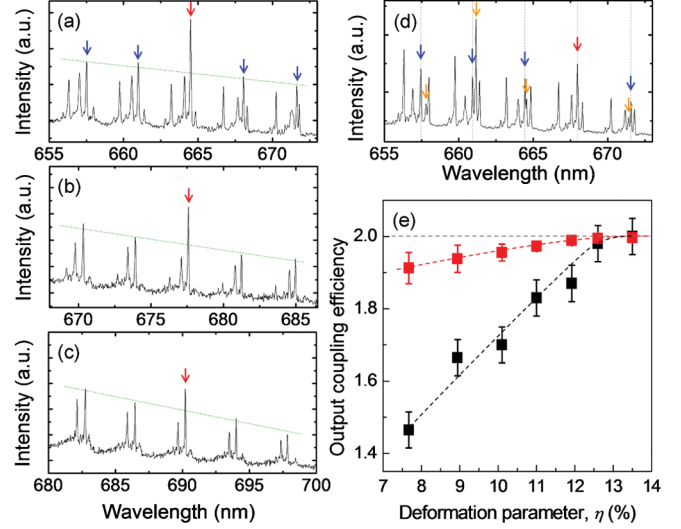 (a)
Intensity (a.u.)
655 660 665 670
(b)
Intensity (a.u.)
670 675 680 685
(c)
Intensity (a.u.)
680 690 700
Wavelength (nm)
(d)
Intensity (a.u.)
655 660 665 670
Wavelength (nm)
(e)
Output coupling efficiency
2.0
1.8
1.6
1.4
7 8 9 10 11 12 13 14
Deformation parameter, η (%)